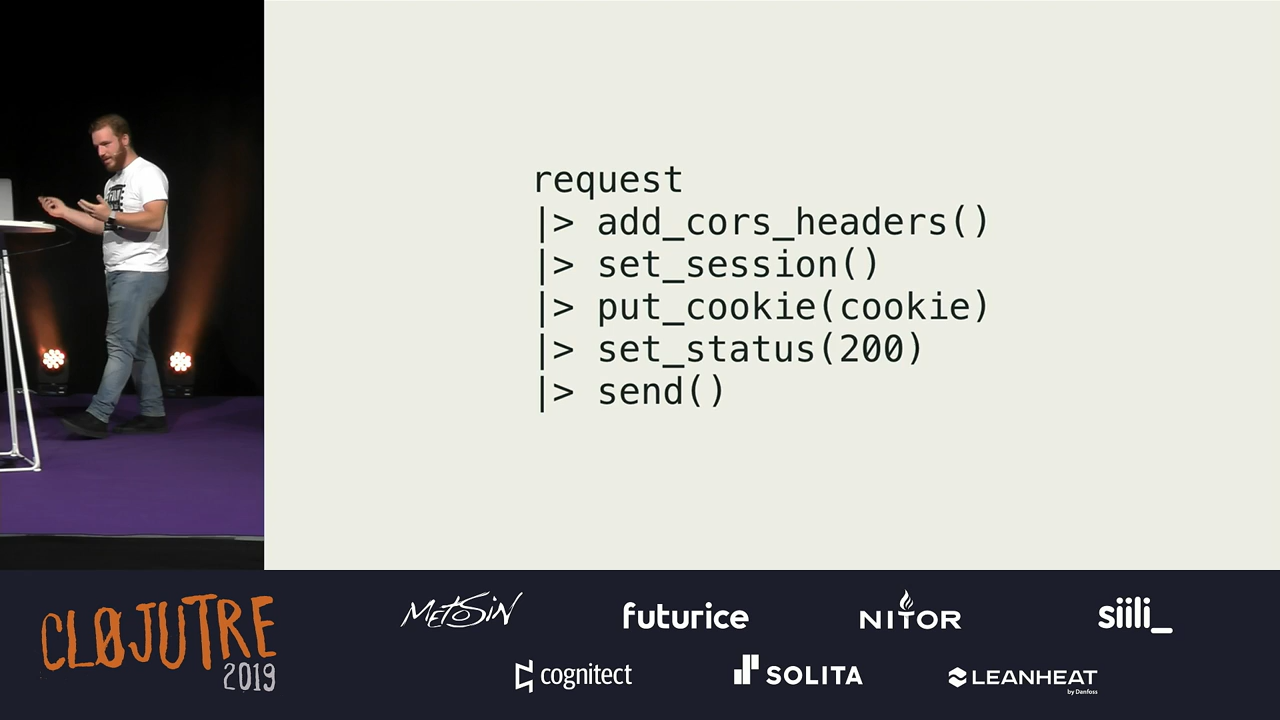 request
|> add_cors_headers()
|> set_session()
|> put_cookie(cookie)
|> set_status(200)
|> send()
CLØJUTRE
2019
METOSIN
futurice
NITOR
siili_
cognitect
SOLITA
LEANHEAT
by Danfoss